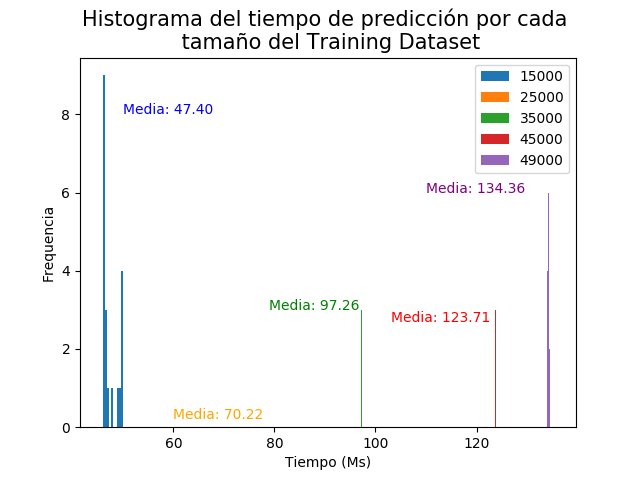 Histograma del tiempo de predicción por cada
tamaño del Training Dataset
Frequencia
8
6
4
2
0
Media: 47.40
Media: 134.36
Media: 97.26
Media: 123.71
Media: 70.22
15000
25000
35000
45000
49000
60
80
100
120
Tiempo (Ms)